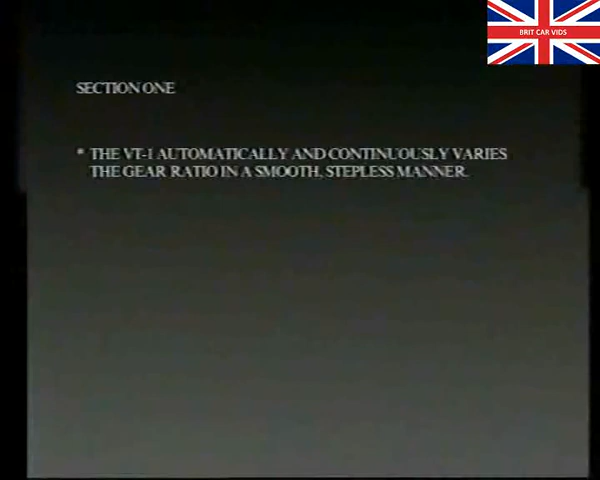 BRIT CAR VIDS
SECTION ONE
* THE VT-1 AUTOMATICALLY AND CONTINUOUSLY VARIES
THE GEAR RATIO IN A SMOOTH, STEPLESS MANNER.